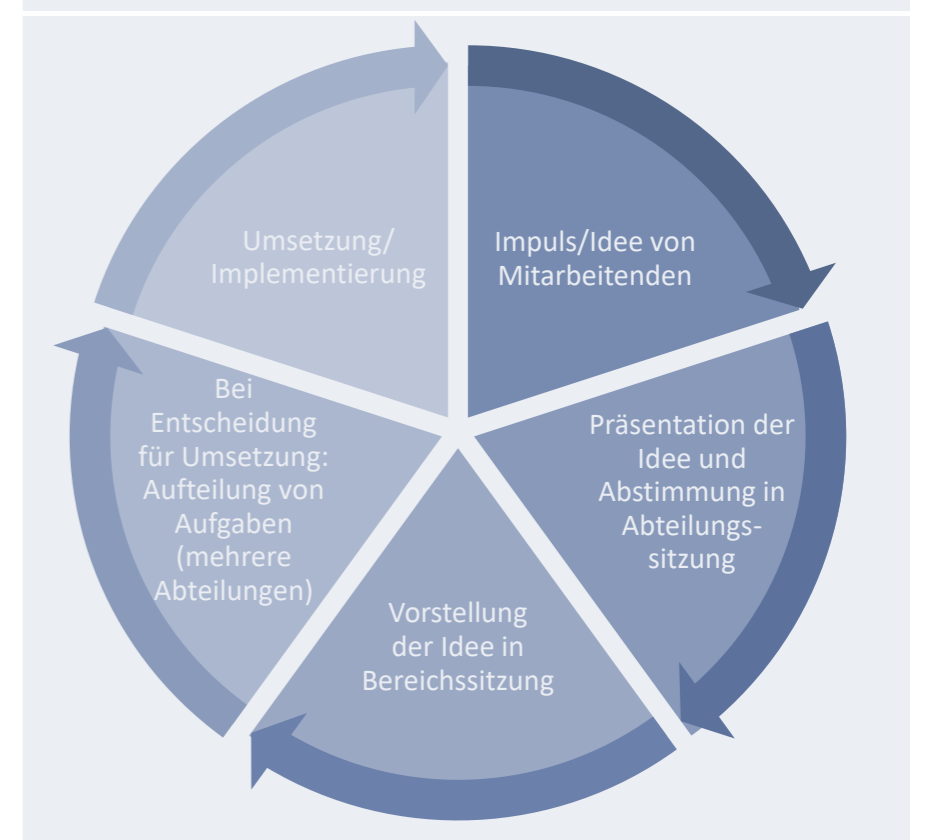 Impuls/Idee von
Mitarbeitenden
Präsentation der
Idee und
Abstimmung in
Abteilungs-
sitzung
Vorstellung
der Idee in
Bereichssitzung
Bei
Entscheidung
für Umsetzung:
Aufteilung von
Aufgaben
(mehrere
Abteilungen)
Umsetzung/
Implementierung